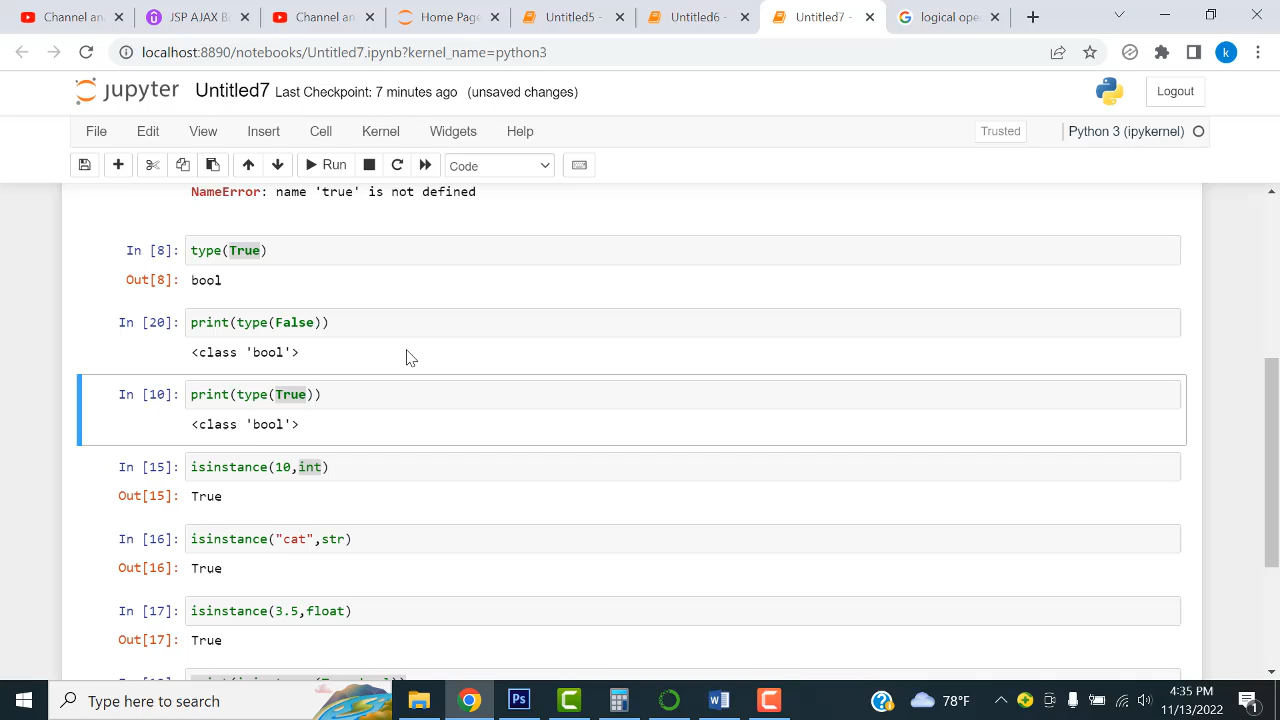 Channel an
JSP AtoX B
Channel an
Home Page
Untitled5 -
Untitled6 -
Untitled7 -
logical ope
localhost:8890/notebooks/Untitled7.ipynb?kernel_name=python3
k
jupyter Untitled7 Last Checkpoint: 7 minutes ago (unsaved changes)
Logout
File Edit View Insert Cell Kernel Widgets Help
Trusted
Python 3 (ipykernel)
Run
Code
NameError: name 'true' is not defined
In [8]: type(True)
Out[8]: bool
In [20]: print(type(False))
<class 'bool'>
In [10]: print(type(True))
<class 'bool'>
In [15]: isinstance(10,int)
Out[15]: True
In [16]: isinstance("cat",str)
Out[16]: True
In [17]: isinstance(3.5,float)
Out[17]: True
Type here to search
Ps
W
78°F
4:35 PM
11/13/2022
1